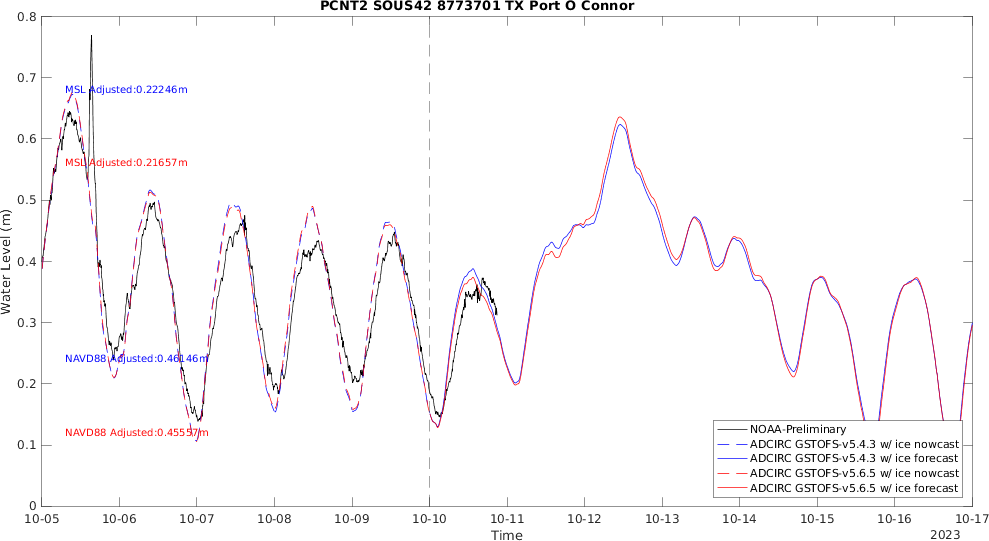 PCNT2 SOUS42 8773701 TX Port O Connor
Water Level (m)
0.8
0.7
0.6
0.5
0.4
0.3
0.2
0.1
0
MSL Adjusted:0.22246m
MSL Adjusted:0.21657m
NAVD88 Adjusted:0.46146m
NAVD88 Adjusted:0.45557m
NOAA-Preliminary
ADCIRC GSTOFS-v5.4.3 w/ ice nowcast
ADCIRC GSTOFS-v5.4.3 w/ ice forecast
ADCIRC GSTOFS-v5.6.5 w/ ice nowcast
ADCIRC GSTOFS-v5.6.5 w/ ice forecast
10-05 10-06 10-07 10-08 10-09 10-10 10-11 10-12 10-13 10-14 10-15 10-16 10-17
Time
2023